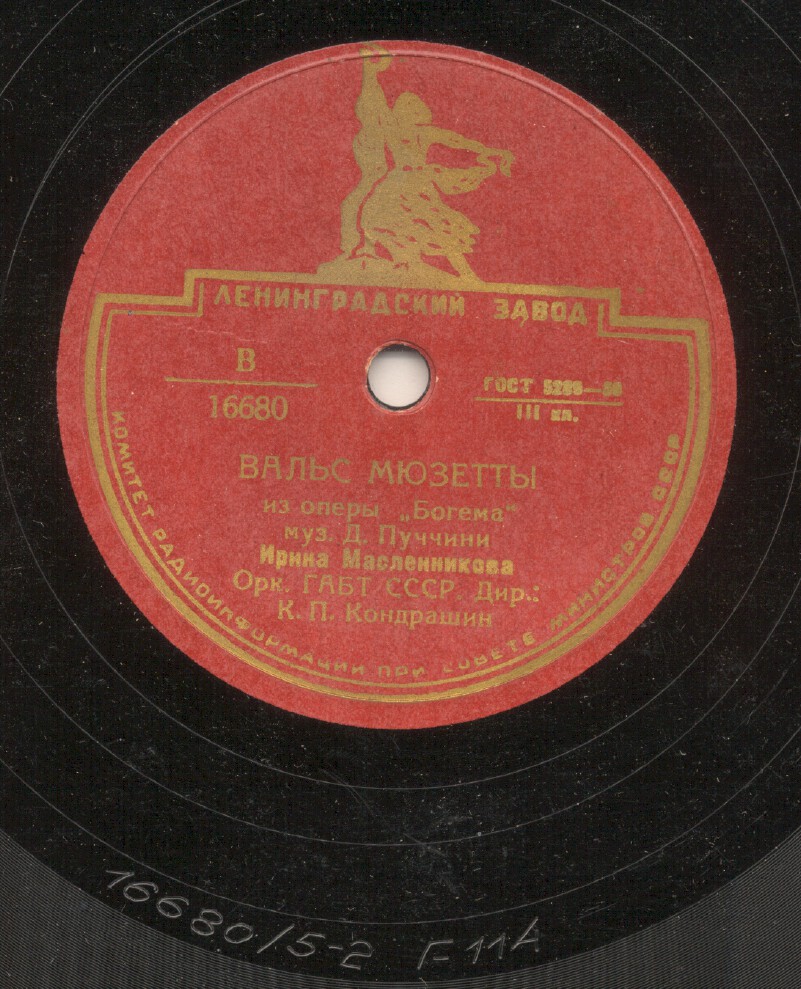 ЛЕНИНГРАДСКИЙ ЗАВОД
В
16680
ГОСТ 5289—50
III кл.
ВАЛЬС МЮЗЕТТЫ
из оперы „Богема“
муз. Д. Пуччини
Ирина Масленникова
Орк. ГАБТ СССР. Дир.:
К. П. Кондрашин
КОМИТЕТ РАДИОИНФОРМАЦИИ ПРИ СОВЕТЕ МИНИСТРОВ СССР
16680/5-2 F 11A